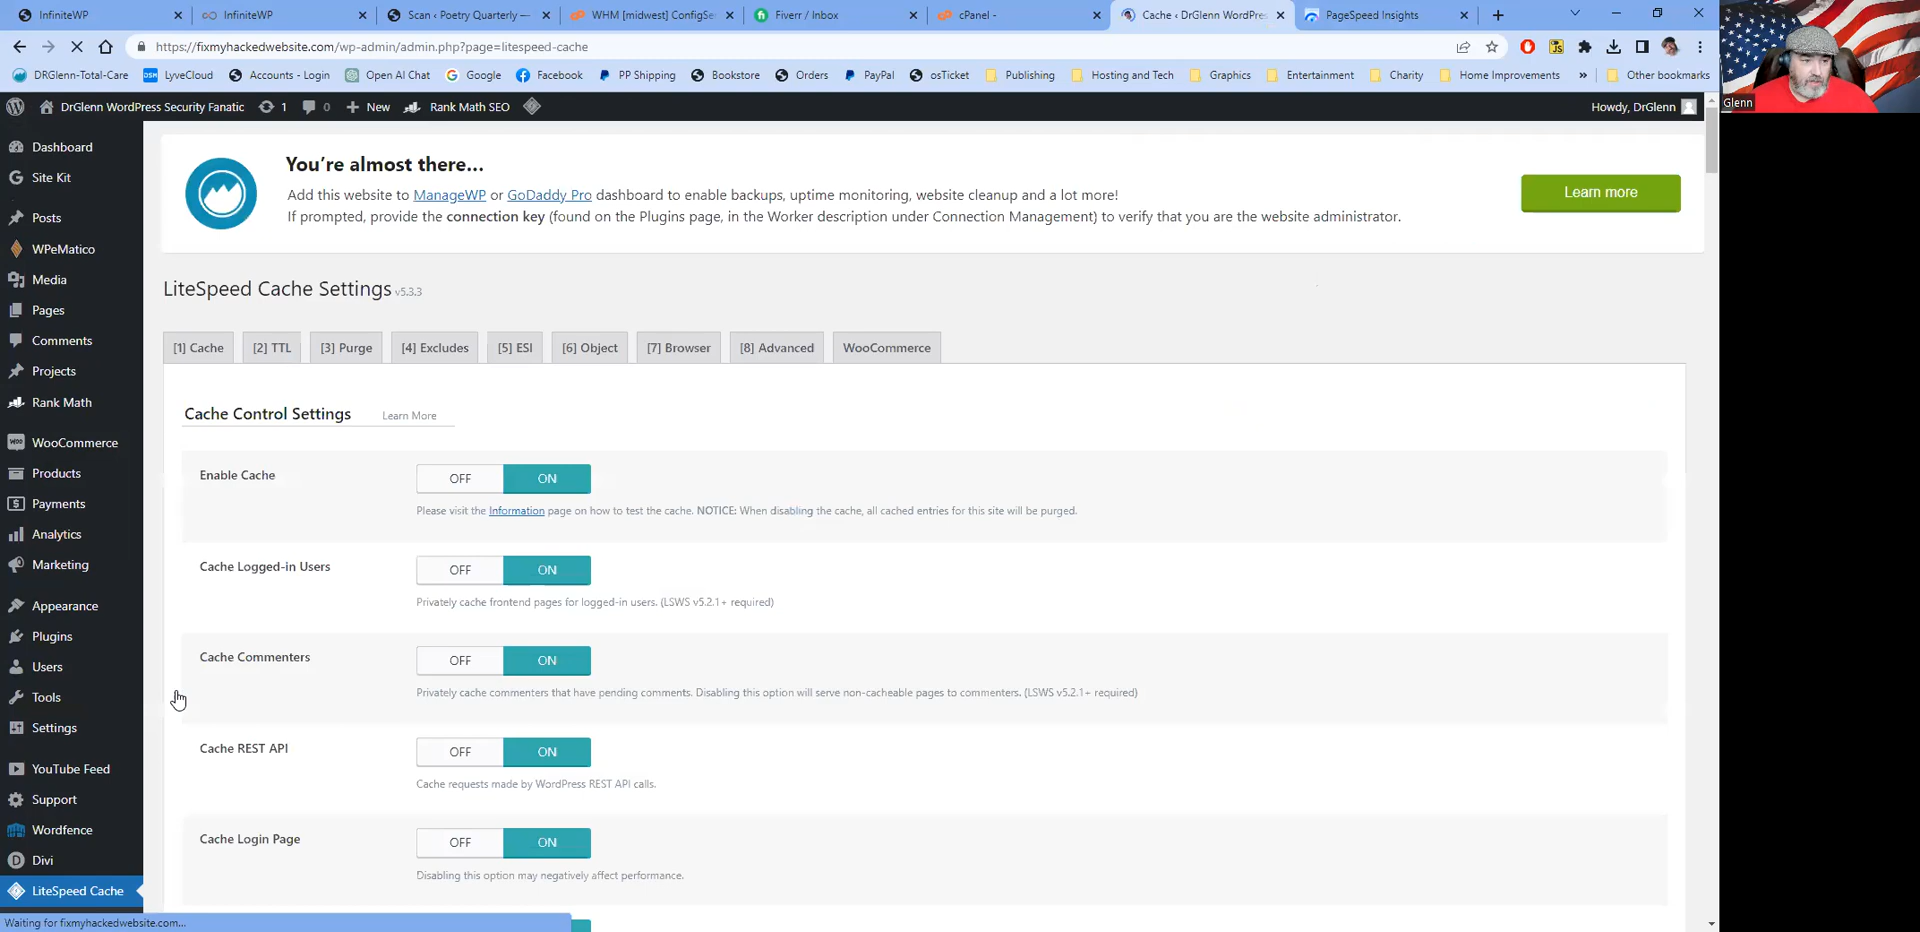 InfiniteWP
InfiniteWP
Scan ‹ Poetry Quarterly —
WHM [midwest] ConfigSe
Fiverr / Inbox
cPanel -
Cache ‹ DrGlenn WordPres
PageSpeed Insights
https://fixmyhackedwebsite.com/wp-admin/admin.php?page=litespeed-cache
DRGlenn-Total-Care
LyveCloud
Accounts - Login
Open AI Chat
Google
Facebook
PP Shipping
Bookstore
Orders
PayPal
osTicket
Publishing
Hosting and Tech
Graphics
Entertainment
Charity
Home Improvements
»
Other bookmarks
Glenn
DrGlenn WordPress Security Fanatic
1
0
New
Rank Math SEO
Howdy, DrGlenn
Dashboard
Site Kit
Posts
WPeMatico
Media
Pages
Comments
Projects
Rank Math
WooCommerce
Products
Payments
Analytics
Marketing
Appearance
Plugins
Users
Tools
Settings
YouTube Feed
Support
Wordfence
Divi
LiteSpeed Cache
You're almost there...
Add this website to ManageWP or GoDaddy Pro dashboard to enable backups, uptime monitoring, website cleanup and a lot more!
If prompted, provide the connection key (found on the Plugins page, in the Worker description under Connection Management) to verify that you are the website administrator.
Learn more
LiteSpeed Cache Settings v5.3.3
[1] Cache
[2] TTL
[3] Purge
[4] Excludes
[5] ESI
[6] Object
[7] Browser
[8] Advanced
WooCommerce
Cache Control Settings Learn More
Enable Cache
OFF ON
Please visit the Information page on how to test the cache. NOTICE: When disabling the cache, all cached entries for this site will be purged.
Cache Logged-in Users
OFF ON
Privately cache frontend pages for logged-in users. (LSWS v5.2.1+ required)
Cache Commenters
OFF ON
Privately cache commenters that have pending comments. Disabling this option will serve non-cacheable pages to commenters. (LSWS v5.2.1+ required)
Cache REST API
OFF ON
Cache requests made by WordPress REST API calls.
Cache Login Page
OFF ON
Disabling this option may negatively affect performance.
Waiting for fixmyhackedwebsite.com...